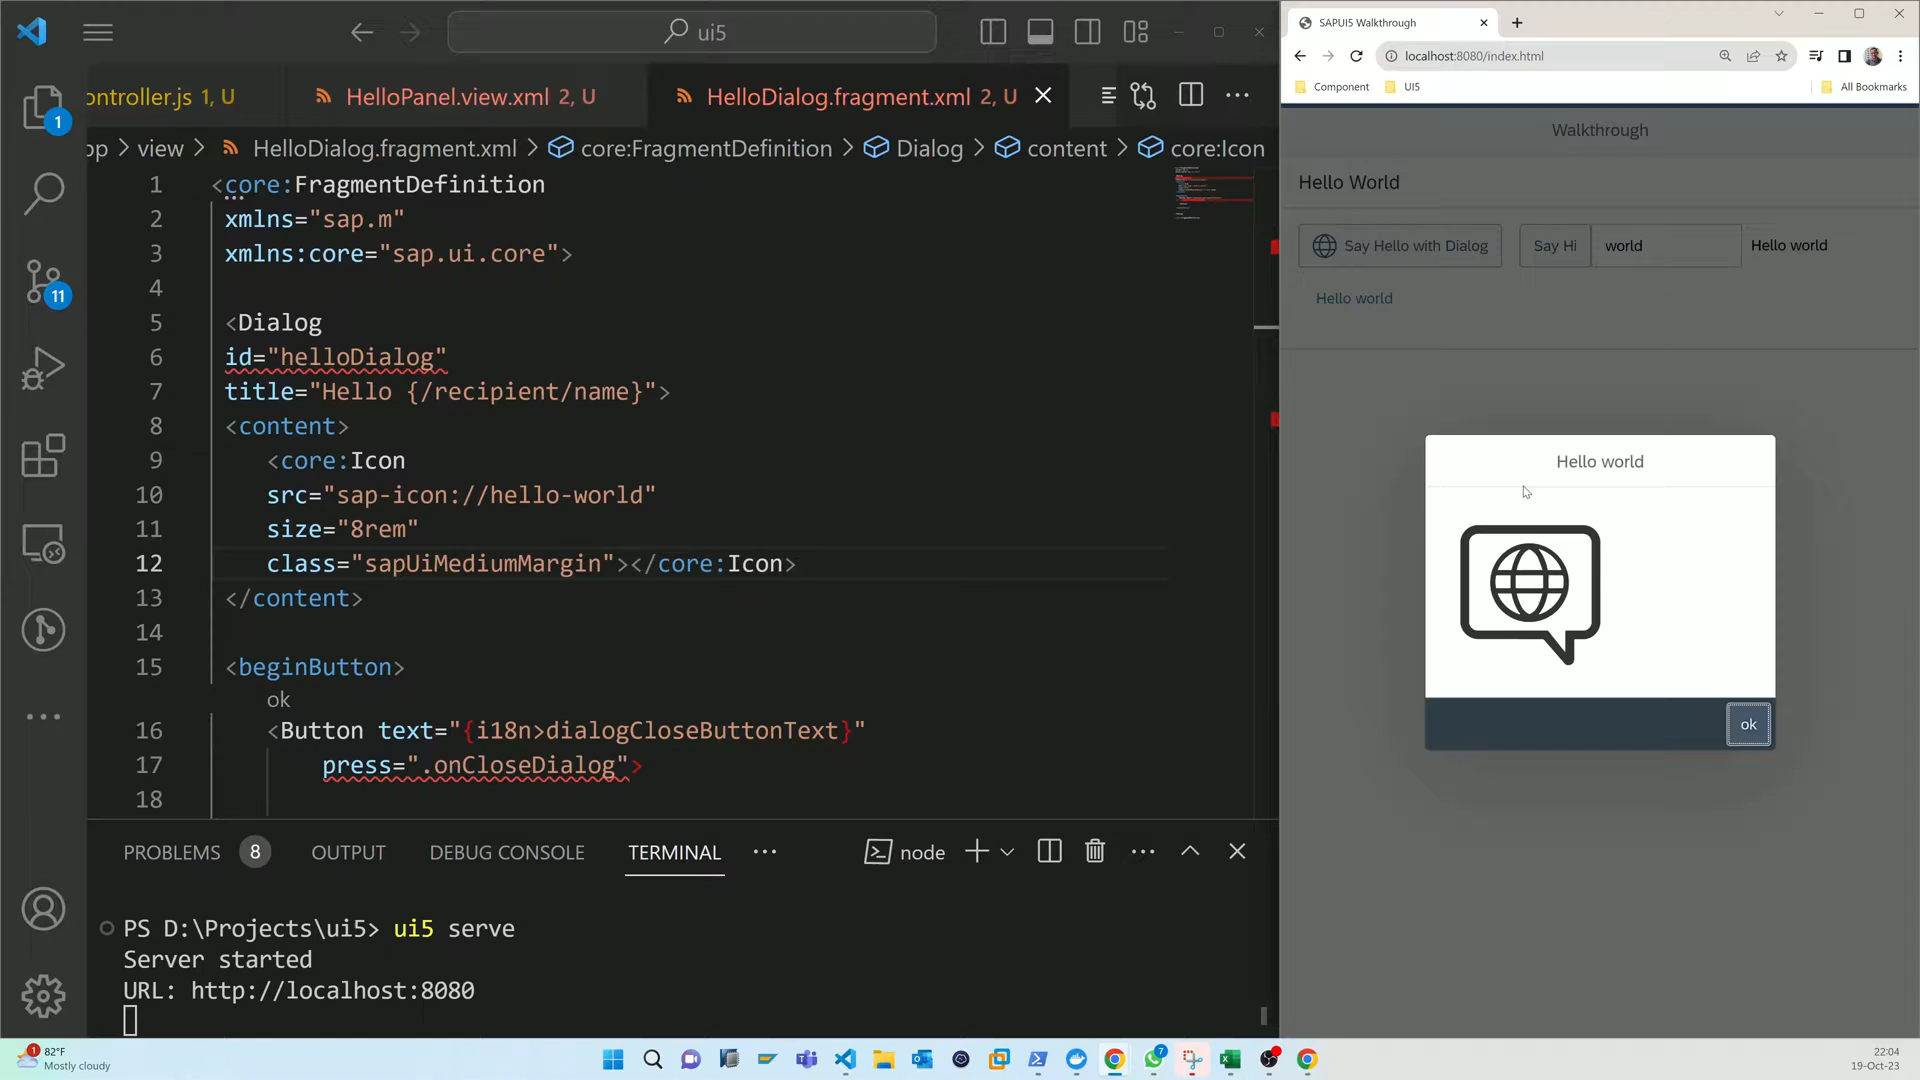 ui5
ontroller.js 1, U
HelloPanel.view.xml 2, U
HelloDialog.fragment.xml 2, U
pp > view > HelloDialog.fragment.xml > core:FragmentDefinition > Dialog > content > core:Icon
1 <core:FragmentDefinition
2 xmlns="sap.m"
3 xmlns:core="sap.ui.core">
4
5 <Dialog
6 id="helloDialog"
7 title="Hello {/recipient/name}">
8 <content>
9 <core:Icon
10 src="sap-icon://hello-world"
11 size="8rem"
12 class="sapUiMediumMargin"></core:Icon>
13 </content>
14
15 <beginButton>
ok
16 <Button text="{i18n>dialogCloseButtonText}"
17 press=".onCloseDialog">
18
1
11
PROBLEMS 8 OUTPUT DEBUG CONSOLE TERMINAL
node
PS D:\Projects\ui5> ui5 serve
Server started
URL: http://localhost:8080
SAPUI5 Walkthrough
localhost:8080/index.html
Component UI5 All Bookmarks
Walkthrough
Hello World
Say Hello with Dialog Say Hi world Hello world
Hello world
Hello world
ok
1 82°F
Mostly cloudy
7
22:04
19-Oct-23